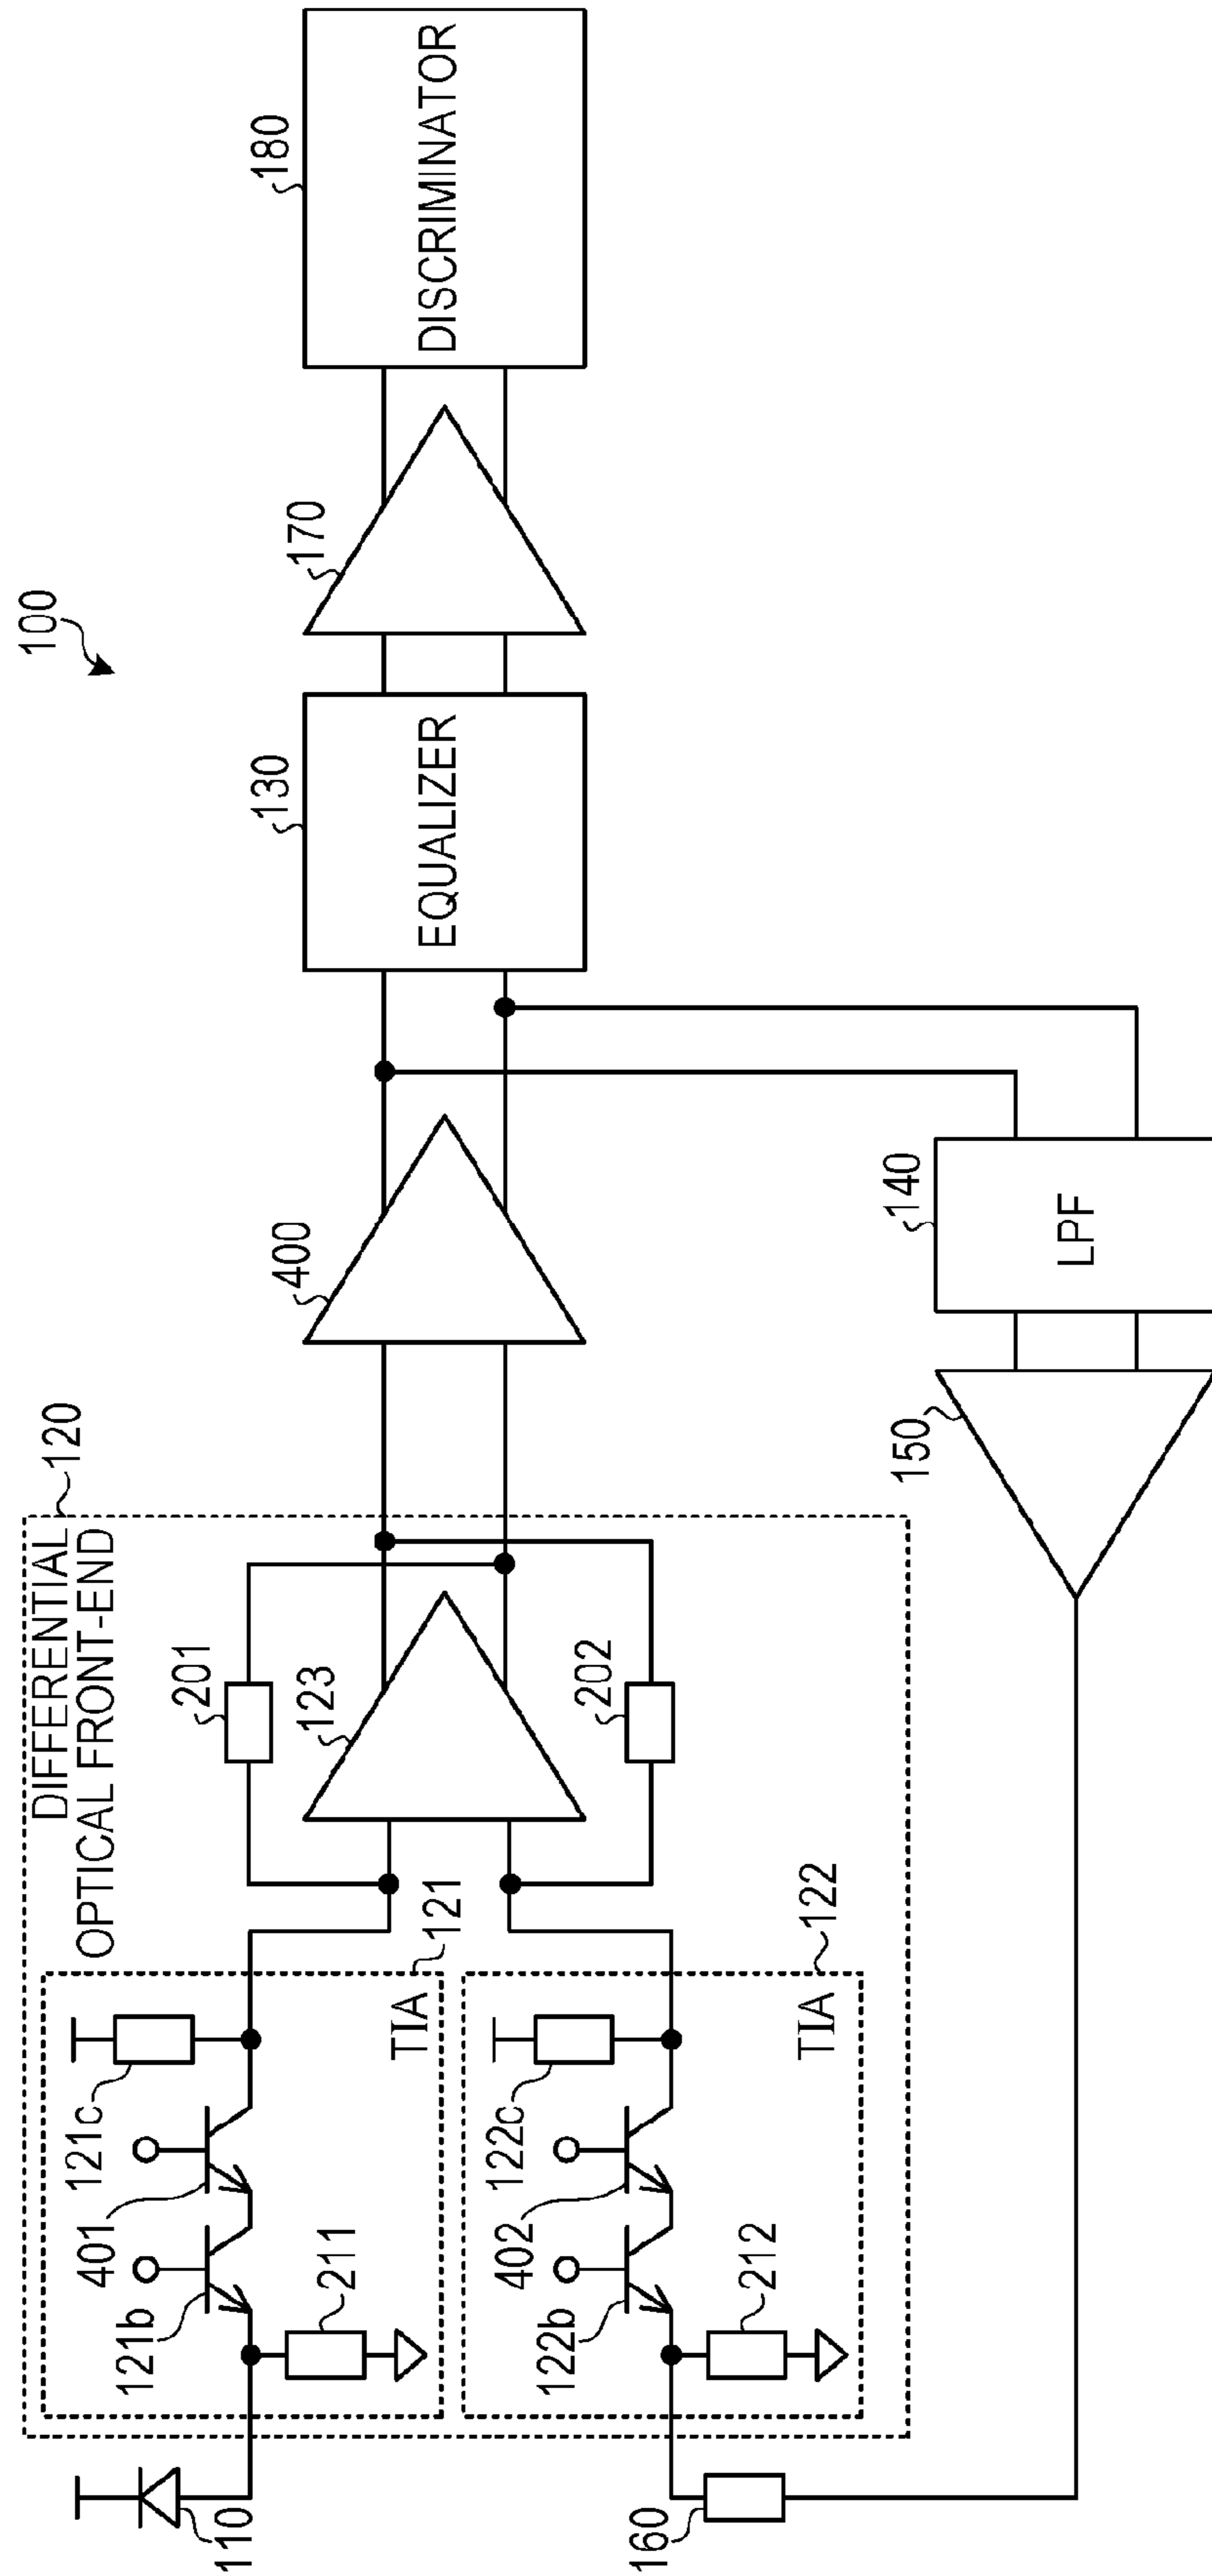 100
DIFFERENTIAL
OPTICAL FRONT-END
120
121c
401
121b
211
TIA
121
110
201
123
202
400
130
EQUALIZER
170
180
DISCRIMINATOR
122c
402
122b
212
TIA
122
160
150
140
LPF